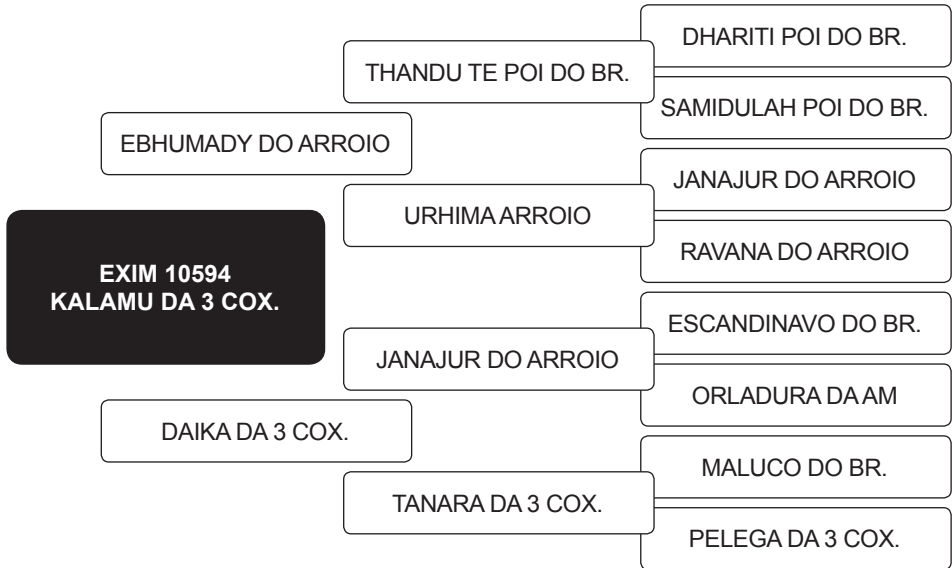 DHARITI POI DO BR.
THANDU TE POI DO BR.
SAMIDULAH POI DO BR.
EBHUMADY DO ARROIO
JANAJUR DO ARROIO
URHIMA ARROIO
RAVANA DO ARROIO
EXIM 10594
KALAMU DA 3 COX.
ESCANDINAVO DO BR.
JANAJUR DO ARROIO
ORLADURA DA AM
DAIKA DA 3 COX.
MALUCO DO BR.
TANARA DA 3 COX.
PELEGA DA 3 COX.